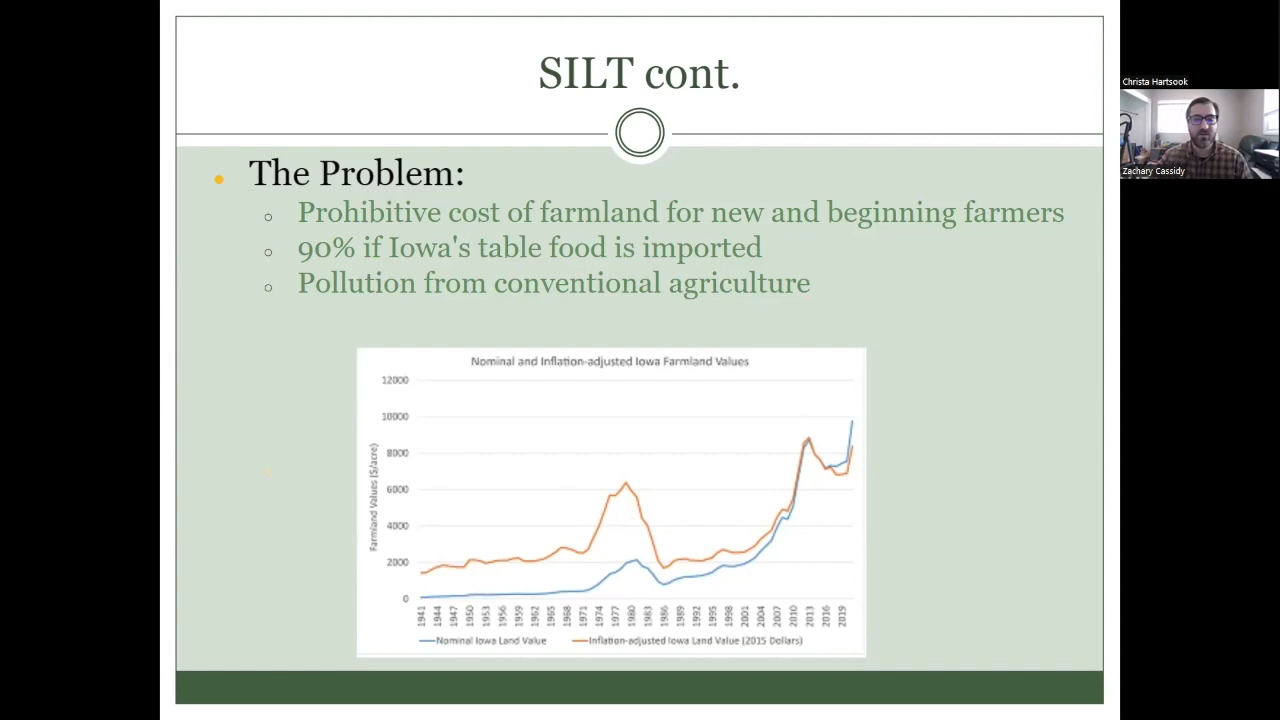 SILT cont.
Christa Hartsook
Zachary Cassidy
The Problem:
Prohibitive cost of farmland for new and beginning farmers
90% if Iowa's table food is imported
Pollution from conventional agriculture
Nominal and Inflation-adjusted Iowa Farmland Values
Farmland Values ($/acre)
12000
10000
8000
6000
4000
2000
0
1941 1944 1947 1950 1953 1956 1959 1962 1965 1968 1971 1974 1977 1980 1983 1986 1989 1992 1995 1998 2001 2004 2007 2010 2013 2016 2019
Nominal Iowa Land Value Inflation-adjusted Iowa Land Value (2015 Dollars)